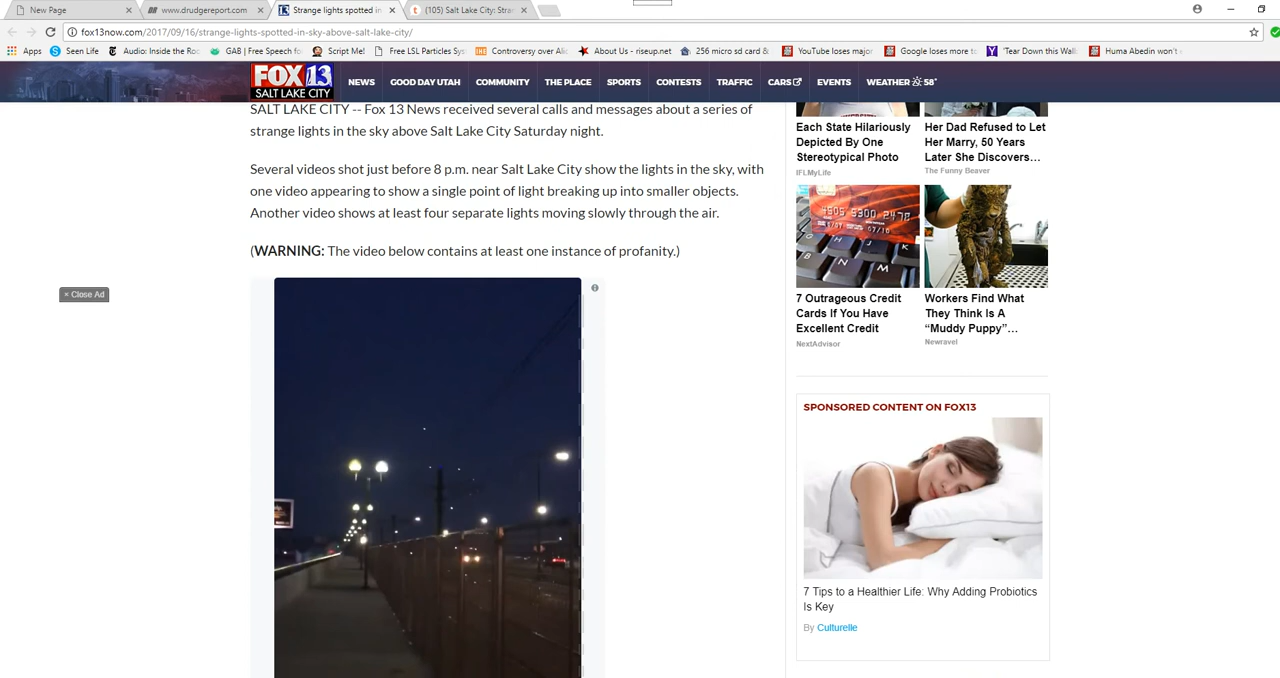 New Page
www.drudgereport.com
Strange lights spotted in
(105) Salt Lake City: Stran
fox13now.com/2017/09/16/strange-lights-spotted-in-sky-above-salt-lake-city/
Apps
Seen Life
Audio: Inside the Ro
GAB | Free Speech fo
Script Me!
Free LSL Particles Sys
Controversy over Alic
About Us - riseup.net
256 micro sd card &
YouTube loses major
Google loses more to
'Tear Down this Wall
Huma Abedin won't
FOX 13
SALT LAKE CITY
NEWS
GOOD DAY UTAH
COMMUNITY
THE PLACE
SPORTS
CONTESTS
TRAFFIC
CARS
EVENTS
WEATHER 58°
SALT LAKE CITY -- Fox 13 News received several calls and messages about a series of
strange lights in the sky above Salt Lake City Saturday night.
Several videos shot just before 8 p.m. near Salt Lake City show the lights in the sky, with
one video appearing to show a single point of light breaking up into smaller objects.
Another video shows at least four separate lights moving slowly through the air.
(WARNING: The video below contains at least one instance of profanity.)
× Close Ad
Each State Hilariously
Depicted By One
Stereotypical Photo
IFLMyLife
Her Dad Refused to Let
Her Marry, 50 Years
Later She Discovers…
The Funny Beaver
4505 9300 2478
07/10
B
N
M
7 Outrageous Credit
Cards If You Have
Excellent Credit
NextAdvisor
Workers Find What
They Think Is A
“Muddy Puppy”…
Newravel
SPONSORED CONTENT ON FOX13
7 Tips to a Healthier Life: Why Adding Probiotics
Is Key
By Culturelle